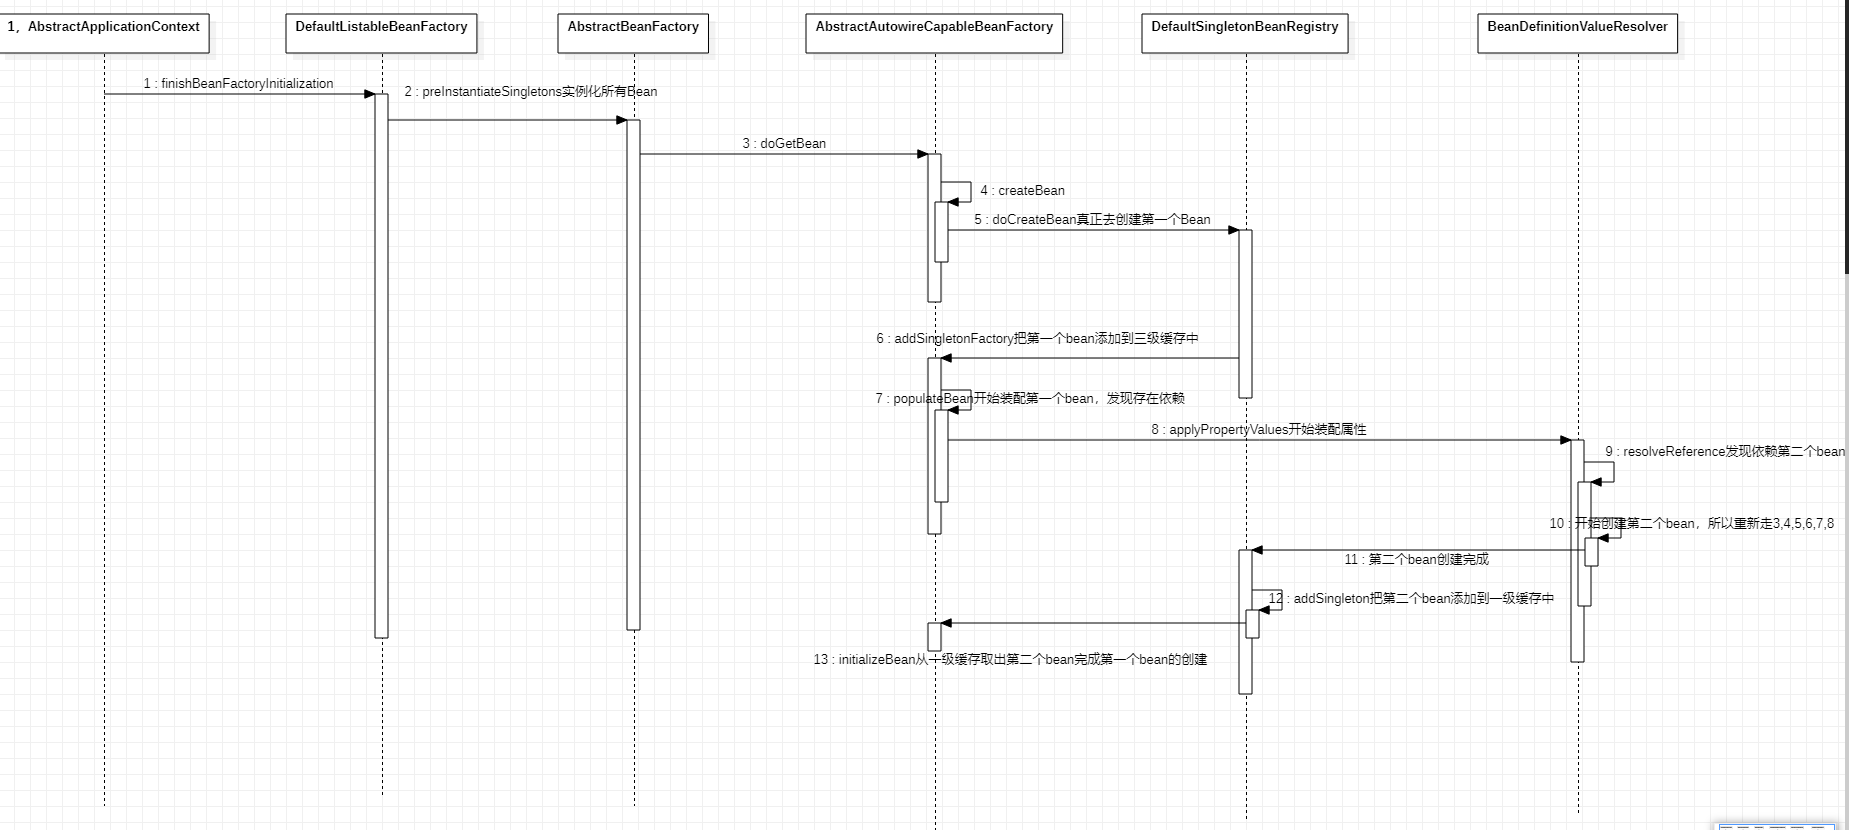 1，AbstractApplicationContext
DefaultListableBeanFactory
AbstractBeanFactory
AbstractAutowireCapableBeanFactory
DefaultSingletonBeanRegistry
BeanDefinitionValueResolver
1 : finishBeanFactoryInitialization
2 : preInstantiateSingletons实例化所有Bean
3 : doGetBean
4 : createBean
5 : doCreateBean真正去创建第一个Bean
6 : addSingletonFactory把第一个bean添加到三级缓存中
7 : populateBean开始装配第一个bean，发现存在依赖
8 : applyPropertyValues开始装配属性
9 : resolveReference发现依赖第二个bean
10 : 开始创建第二个bean，所以重新走3,4,5,6,7,8
11 : 第二个bean创建完成
12 : addSingleton把第二个bean添加到一级缓存中
13 : initializeBean从一级缓存取出第二个bean完成第一个bean的创建